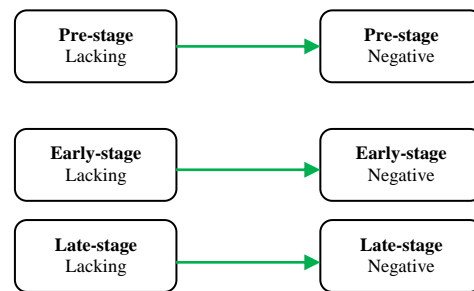 Pre-stage
Lacking
Pre-stage
Negative
Early-stage
Lacking
Early-stage
Negative
Late-stage
Lacking
Late-stage
Negative